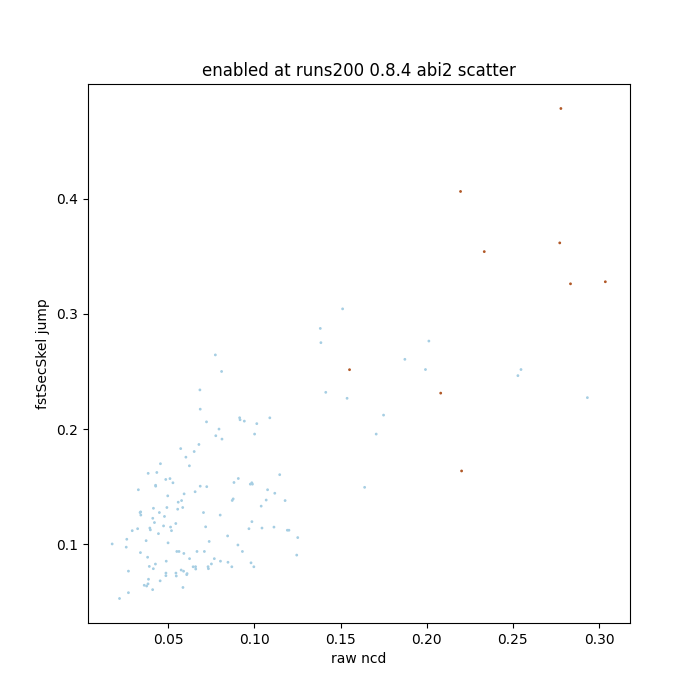 enabled at runs200 0.8.4 abi2 scatter
0.4
0.3
0.2
0.1
fstSecSkel jump
0.05 0.10 0.15 0.20 0.25 0.30
raw ncd